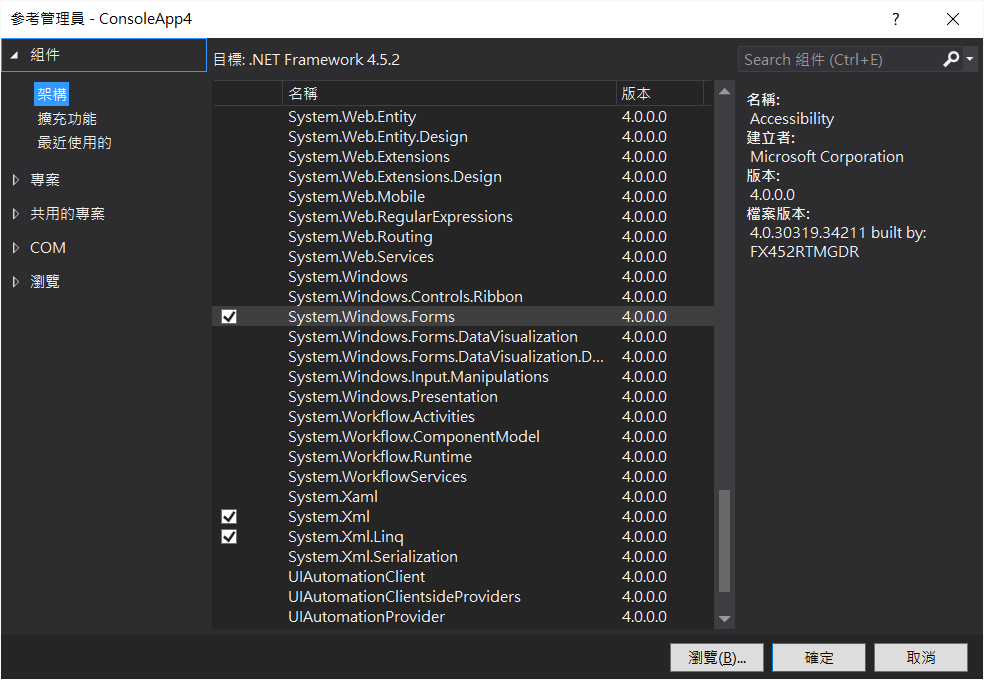 參考管理員 - ConsoleApp4
?
組件
架構
擴充功能
最近使用的
專案
共用的專案
COM
瀏覽
目標: .NET Framework 4.5.2
Search 組件 (Ctrl+E)
名稱 版本
System.Web.Entity 4.0.0.0
System.Web.Entity.Design 4.0.0.0
System.Web.Extensions 4.0.0.0
System.Web.Extensions.Design 4.0.0.0
System.Web.Mobile 4.0.0.0
System.Web.RegularExpressions 4.0.0.0
System.Web.Routing 4.0.0.0
System.Web.Services 4.0.0.0
System.Windows 4.0.0.0
System.Windows.Controls.Ribbon 4.0.0.0
System.Windows.Forms 4.0.0.0
System.Windows.Forms.DataVisualization 4.0.0.0
System.Windows.Forms.DataVisualization.D... 4.0.0.0
System.Windows.Input.Manipulations 4.0.0.0
System.Windows.Presentation 4.0.0.0
System.Workflow.Activities 4.0.0.0
System.Workflow.ComponentModel 4.0.0.0
System.Workflow.Runtime 4.0.0.0
System.WorkflowServices 4.0.0.0
System.Xaml 4.0.0.0
System.Xml 4.0.0.0
System.Xml.Linq 4.0.0.0
System.Xml.Serialization 4.0.0.0
UIAutomationClient 4.0.0.0
UIAutomationClientsideProviders 4.0.0.0
UIAutomationProvider 4.0.0.0
名稱:
Accessibility
建立者:
Microsoft Corporation
版本:
4.0.0.0
檔案版本:
4.0.30319.34211 built by:
FX452RTMGDR
瀏覽(B)...
確定
取消